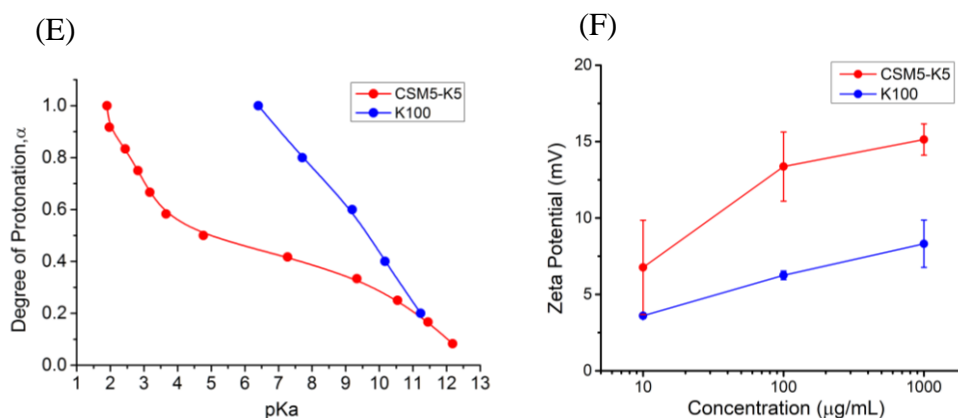 (E)
CSM5-K5
K100
1.0
0.8
0.6
0.4
0.2
0.0
Degree of Protonation,α
1 2 3 4 5 6 7 8 9 10 11 12 13
pKa
(F)
CSM5-K5
K100
20
15
10
5
0
Zeta Potential (mV)
10 100 1000
Concentration (μg/mL)